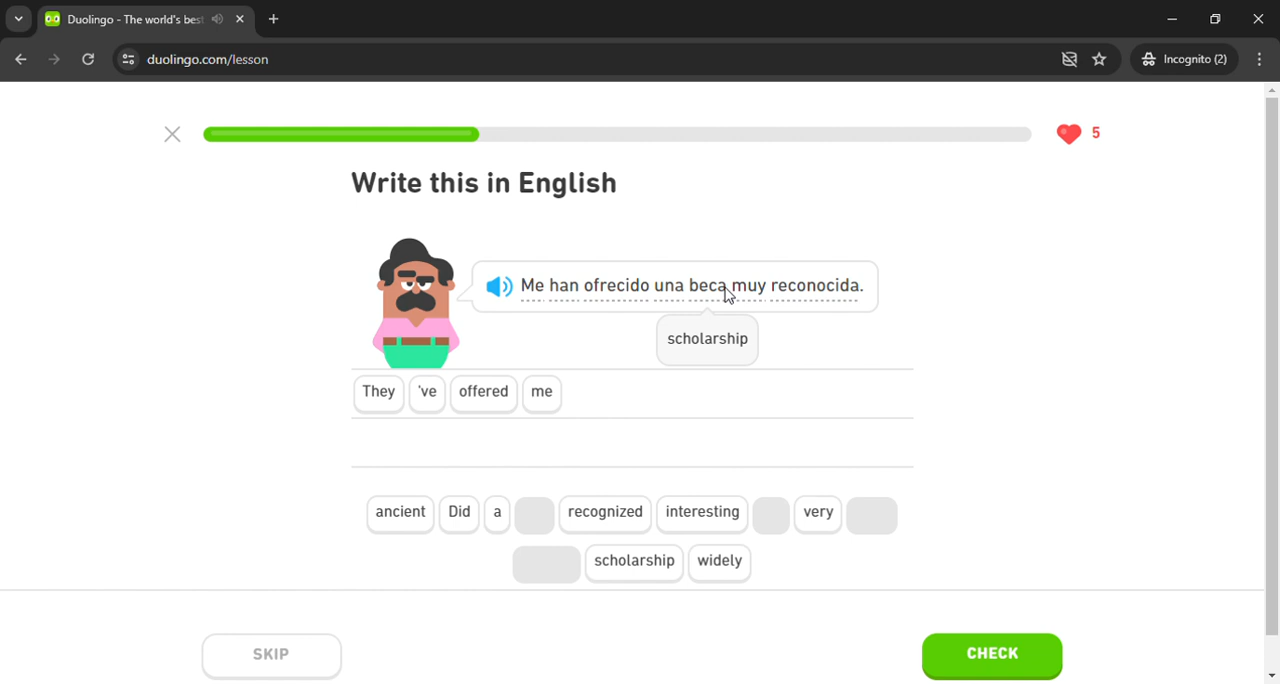 Duolingo - The world's best
duolingo.com/lesson
Incognito (2)
5
Write this in English
Me han ofrecido una beca muy reconocida.
scholarship
They 've offered me
ancient Did a recognized interesting very
scholarship widely
SKIP
CHECK